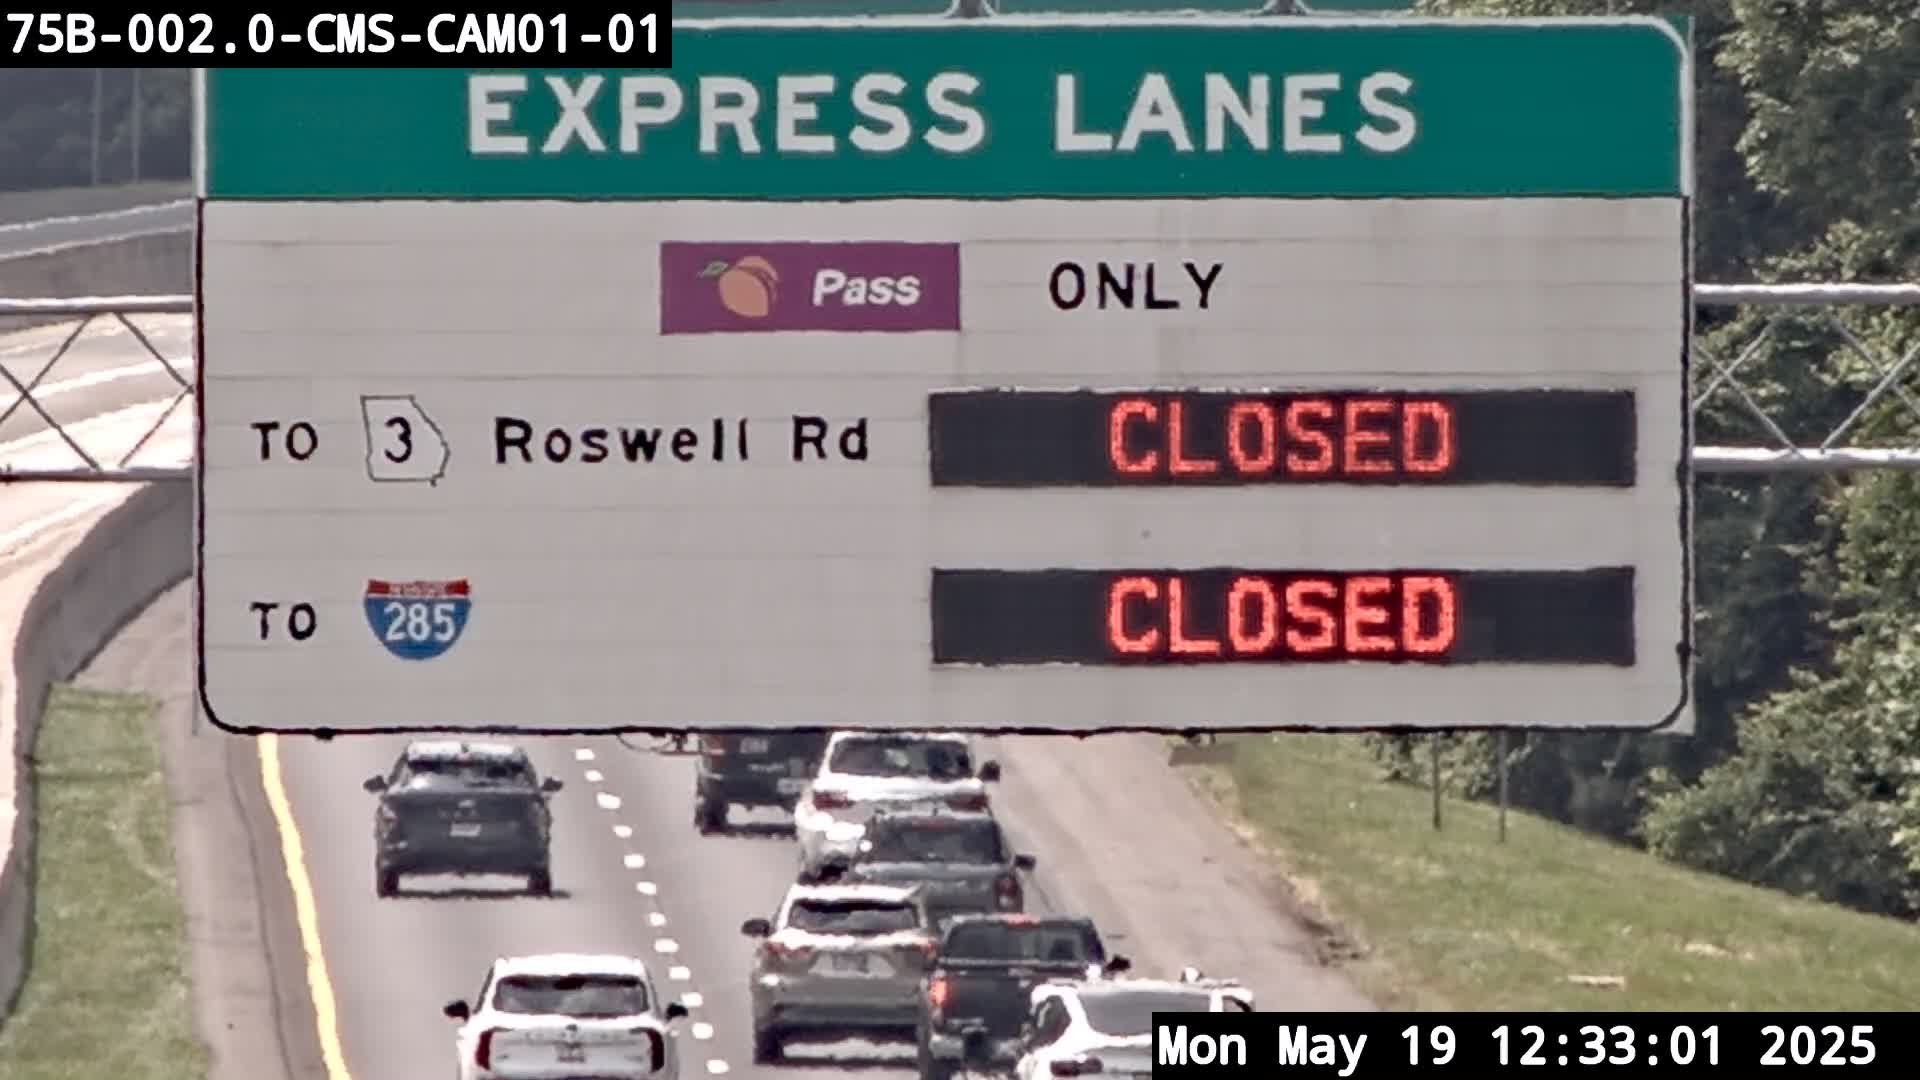 75B-002.0-CMS-CAM01-01
EXPRESS LANES
Pass ONLY
TO 3 Roswell Rd CLOSED
TO 285 CLOSED
Mon May 19 12:33:01 2025